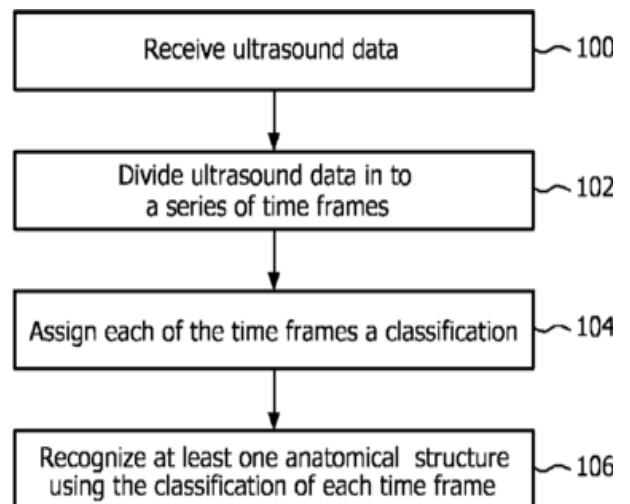 Receive ultrasound data
100
Divide ultrasound data in to
a series of time frames
102
Assign each of the time frames a classification
104
Recognize at least one anatomical structure
using the classification of each time frame
106